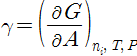 γ = (∂G/∂A)_{n_i, T, P}